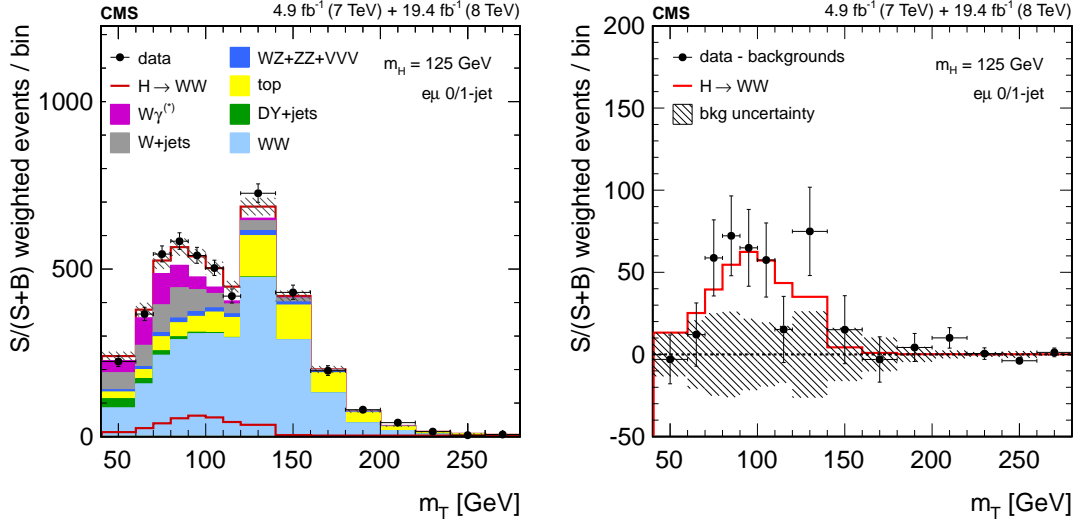 CMS 4.9 fb⁻¹ (7 TeV) + 19.4 fb⁻¹ (8 TeV)
S/(S+B) weighted events / bin
data
H → WW
Wγ⁽*⁾
W+jets
WZ+ZZ+VVV
top
DY+jets
WW
m_H = 125 GeV
eμ 0/1-jet
1000
500
0
50 100 150 200 250
m_T [GeV]
CMS 4.9 fb⁻¹ (7 TeV) + 19.4 fb⁻¹ (8 TeV)
S/(S+B) weighted events / bin
data - backgrounds
H → WW
bkg uncertainty
m_H = 125 GeV
eμ 0/1-jet
200
150
100
50
0
-50
50 100 150 200 250
m_T [GeV]